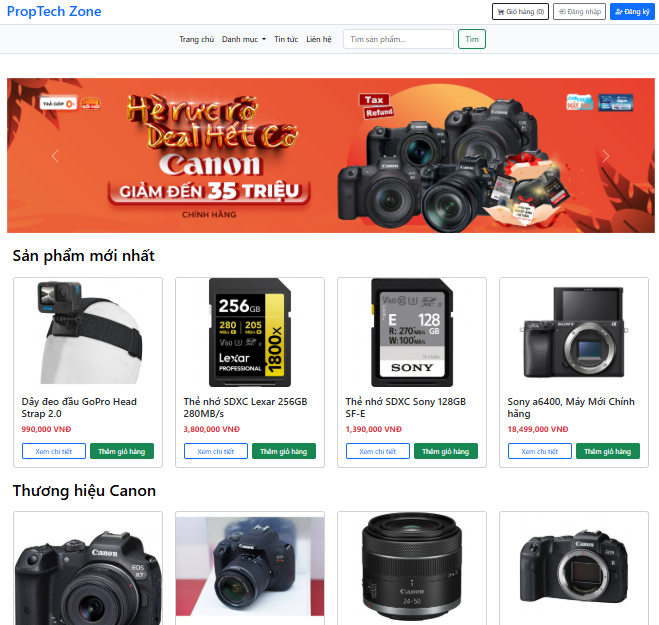 PropTech Zone
Giỏ hàng (0)
Đăng nhập
Đăng ký
Trang chủ
Danh mục
Tin tức
Liên hệ
Tìm sản phẩm...
Tìm
TRẢ GÓP 0%
Hè rực rỡ
Deal Hết Cỡ
Canon
GIẢM ĐẾN 35 TRIỆU
CHÍNH HÃNG
Tax
Refund
Sản phẩm mới nhất
256GB
280 MB/s
205 MB/s
V60
Lexar
PROFESSIONAL
1800x
V60
E 128 GB
R: 270MB/s
W: 100MB/s
SONY
SONY
Dây đeo đầu GoPro Head
Strap 2.0
990,000 VNĐ
Xem chi tiết
Thêm giỏ hàng
Thẻ nhớ SDXC Lexar 256GB
280MB/s
3,800,000 VNĐ
Xem chi tiết
Thêm giỏ hàng
Thẻ nhớ SDXC Sony 128GB
SF-E
1,390,000 VNĐ
Xem chi tiết
Thêm giỏ hàng
Sony a6400, Máy Mới Chính
hãng
18,499,000 VNĐ
Xem chi tiết
Thêm giỏ hàng
Thương hiệu Canon
Canon
EOS
R7
Canon
Canon
24-50
Canon
EOS